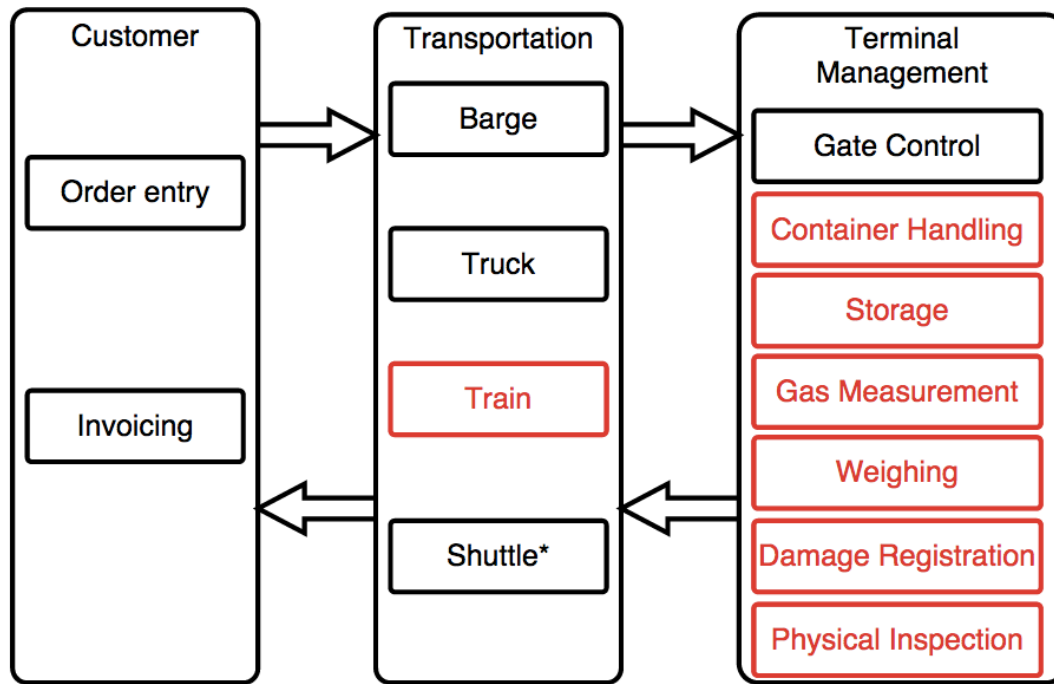 Customer
Order entry
Invoicing
Transportation
Barge
Truck
Train
Shuttle*
Terminal
Management
Gate Control
Container Handling
Storage
Gas Measurement
Weighing
Damage Registration
Physical Inspection